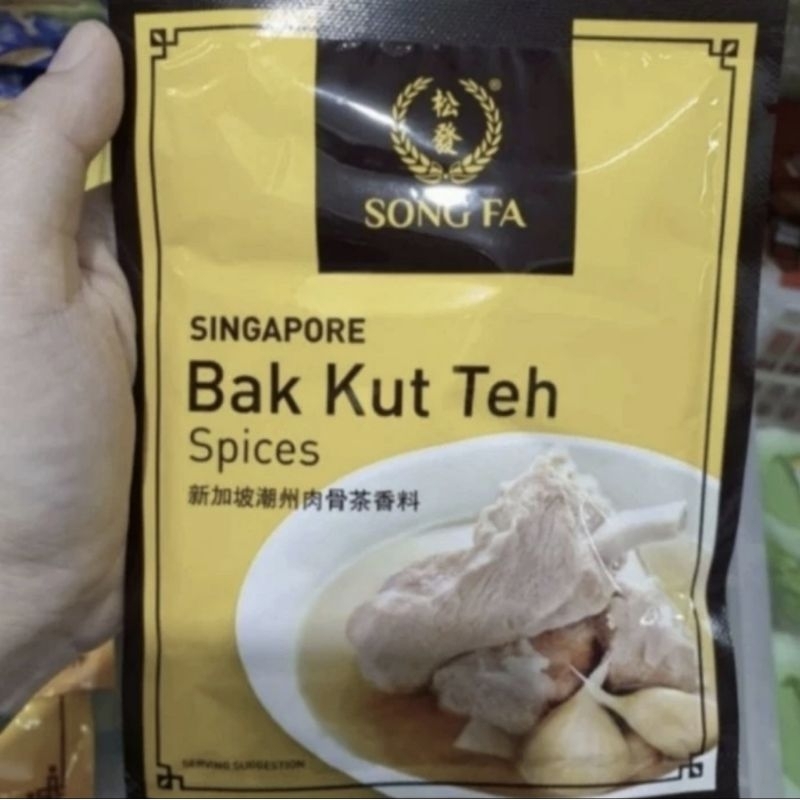 松
發
®
SONG FA
SINGAPORE
Bak Kut Teh
Spices
新加坡潮州肉骨茶香料
SERVING SUGGESTION